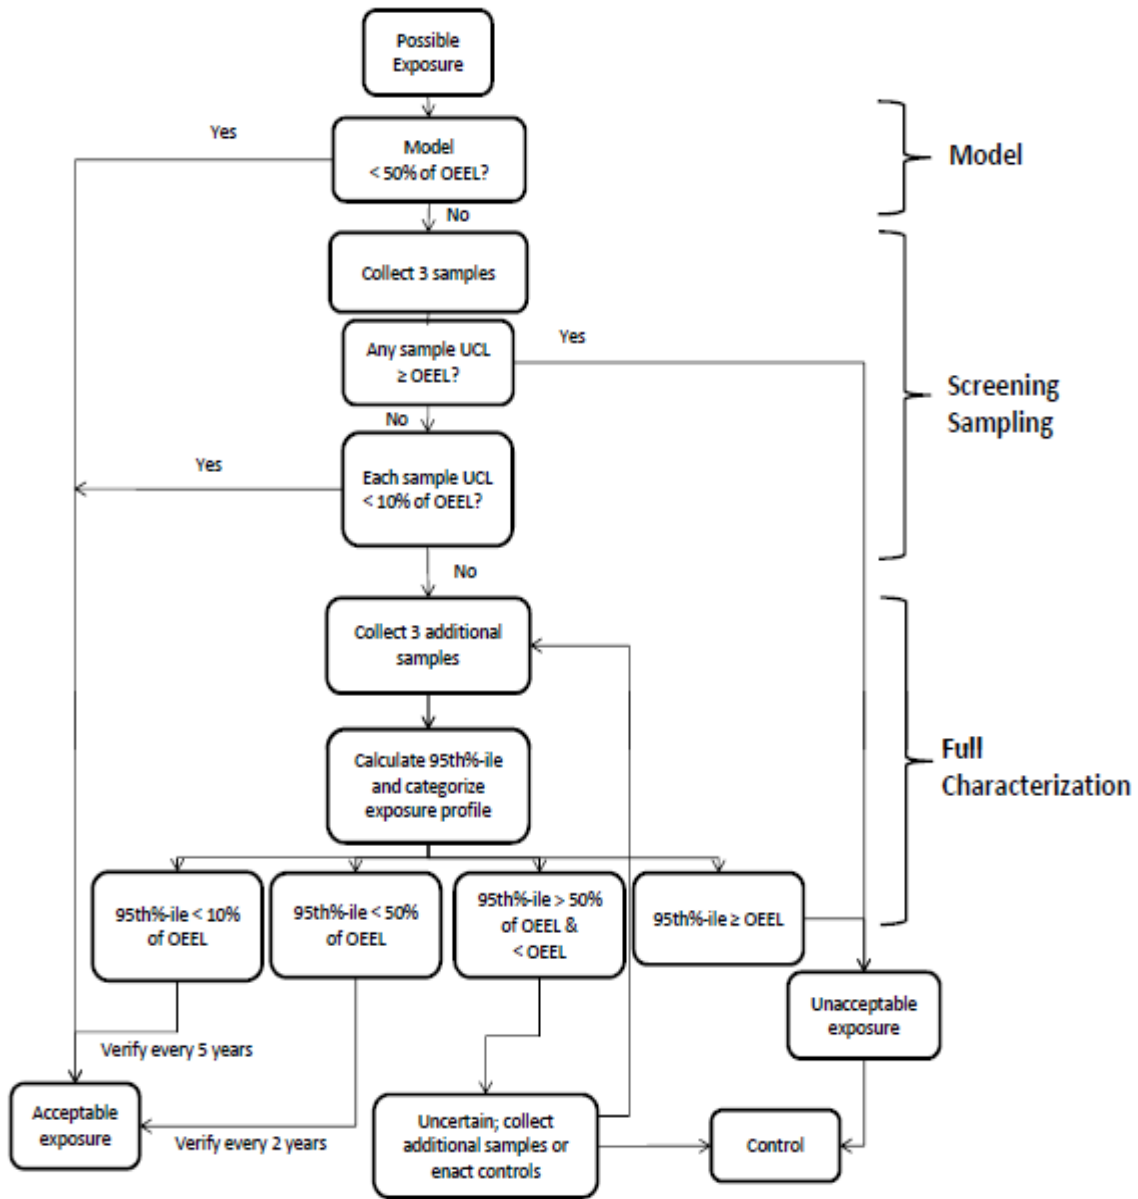 Possible
Exposure
Yes
Model
< 50% of OEEL?
Model
No
Collect 3 samples
Yes
Any sample UCL
≥ OEEL?
Screening
Sampling
No
Yes
Each sample UCL
< 10% of OEEL?
No
Collect 3 additional
samples
Full
Characterization
Calculate 95th%-ile
and categorize
exposure profile
95th%-ile < 10%
of OEEL
95th%-ile < 50%
of OEEL
95th%-ile > 50%
of OEEL &
< OEEL
95th%-ile ≥ OEEL
Unacceptable
exposure
Verify every 5 years
Acceptable
exposure
Verify every 2 years
Uncertain; collect
additional samples or
enact controls
Control